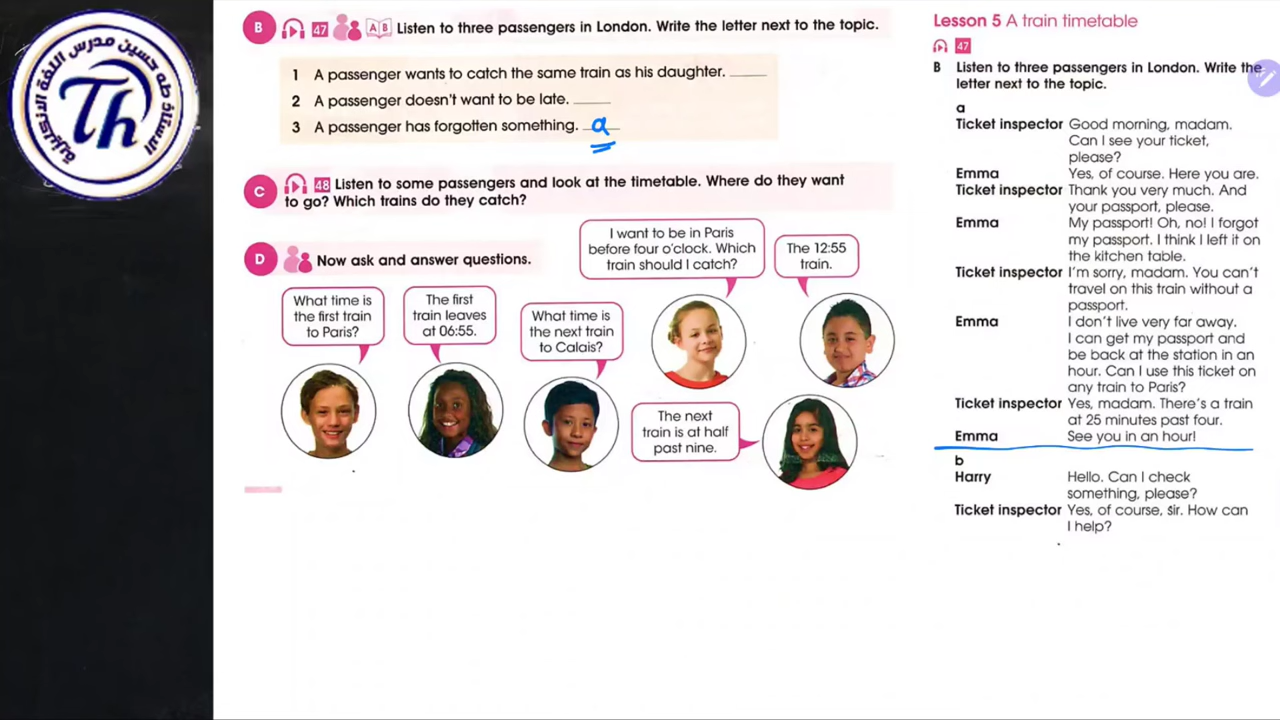 الأستاذ طه حسين مدرس اللغة الانجليزية
Th
B 47 A B Listen to three passengers in London. Write the letter next to the topic.
1 A passenger wants to catch the same train as his daughter. ____
2 A passenger doesn't want to be late. ____
3 A passenger has forgotten something. a
C 48 Listen to some passengers and look at the timetable. Where do they want
to go? Which trains do they catch?
D Now ask and answer questions.
What time is
the first train
to Paris?
The first
train leaves
at 06:55.
What time is
the next train
to Calais?
I want to be in Paris
before four o'clock. Which
train should I catch?
The 12:55
train.
The next
train is at half
past nine.
Lesson 5 A train timetable
47
B Listen to three passengers in London. Write the
letter next to the topic.
a
Ticket inspector Good morning, madam.
Can I see your ticket,
please?
Emma Yes, of course. Here you are.
Ticket inspector Thank you very much. And
your passport, please.
Emma My passport! Oh, no! I forgot
my passport. I think I left it on
the kitchen table.
Ticket inspector I'm sorry, madam. You can't
travel on this train without a
passport.
Emma I don't live very far away.
I can get my passport and
be back at the station in an
hour. Can I use this ticket on
any train to Paris?
Ticket inspector Yes, madam. There's a train
at 25 minutes past four.
Emma See you in an hour!
b
Harry Hello. Can I check
something, please?
Ticket inspector Yes, of course, sir. How can
I help?